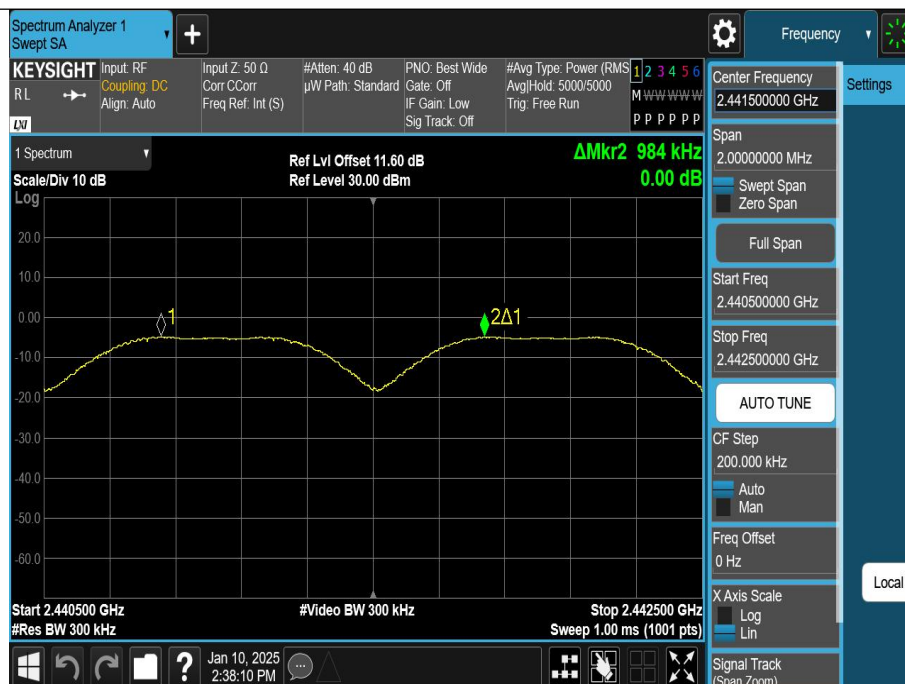 Spectrum Analyzer 1
Swept SA
Frequency
KEYSIGHT
RL
LXI
Input: RF
Coupling: DC
Align: Auto
Input Z: 50 Ω
Corr CCorr
Freq Ref: Int (S)
#Atten: 40 dB
µW Path: Standard
PNO: Best Wide
Gate: Off
IF Gain: Low
Sig Track: Off
#Avg Type: Power (RMS
Avg|Hold: 5000/5000
Trig: Free Run
1 2 3 4 5 6
M W W W W W
P P P P P P
1 Spectrum
Scale/Div 10 dB
Log
Ref Lvl Offset 11.60 dB
Ref Level 30.00 dBm
ΔMkr2 984 kHz
0.00 dB
20.0
10.0
0.00
-10.0
-20.0
-30.0
-40.0
-50.0
-60.0
1
2Δ1
Start 2.440500 GHz
#Res BW 300 kHz
#Video BW 300 kHz
Stop 2.442500 GHz
Sweep 1.00 ms (1001 pts)
Jan 10, 2025
2:38:10 PM
Center Frequency
2.441500000 GHz
Span
2.00000000 MHz
Swept Span
Zero Span
Full Span
Start Freq
2.440500000 GHz
Stop Freq
2.442500000 GHz
AUTO TUNE
CF Step
200.000 kHz
Auto
Man
Freq Offset
0 Hz
X Axis Scale
Log
Lin
Signal Track
(Span Zoom)
Settings
Local